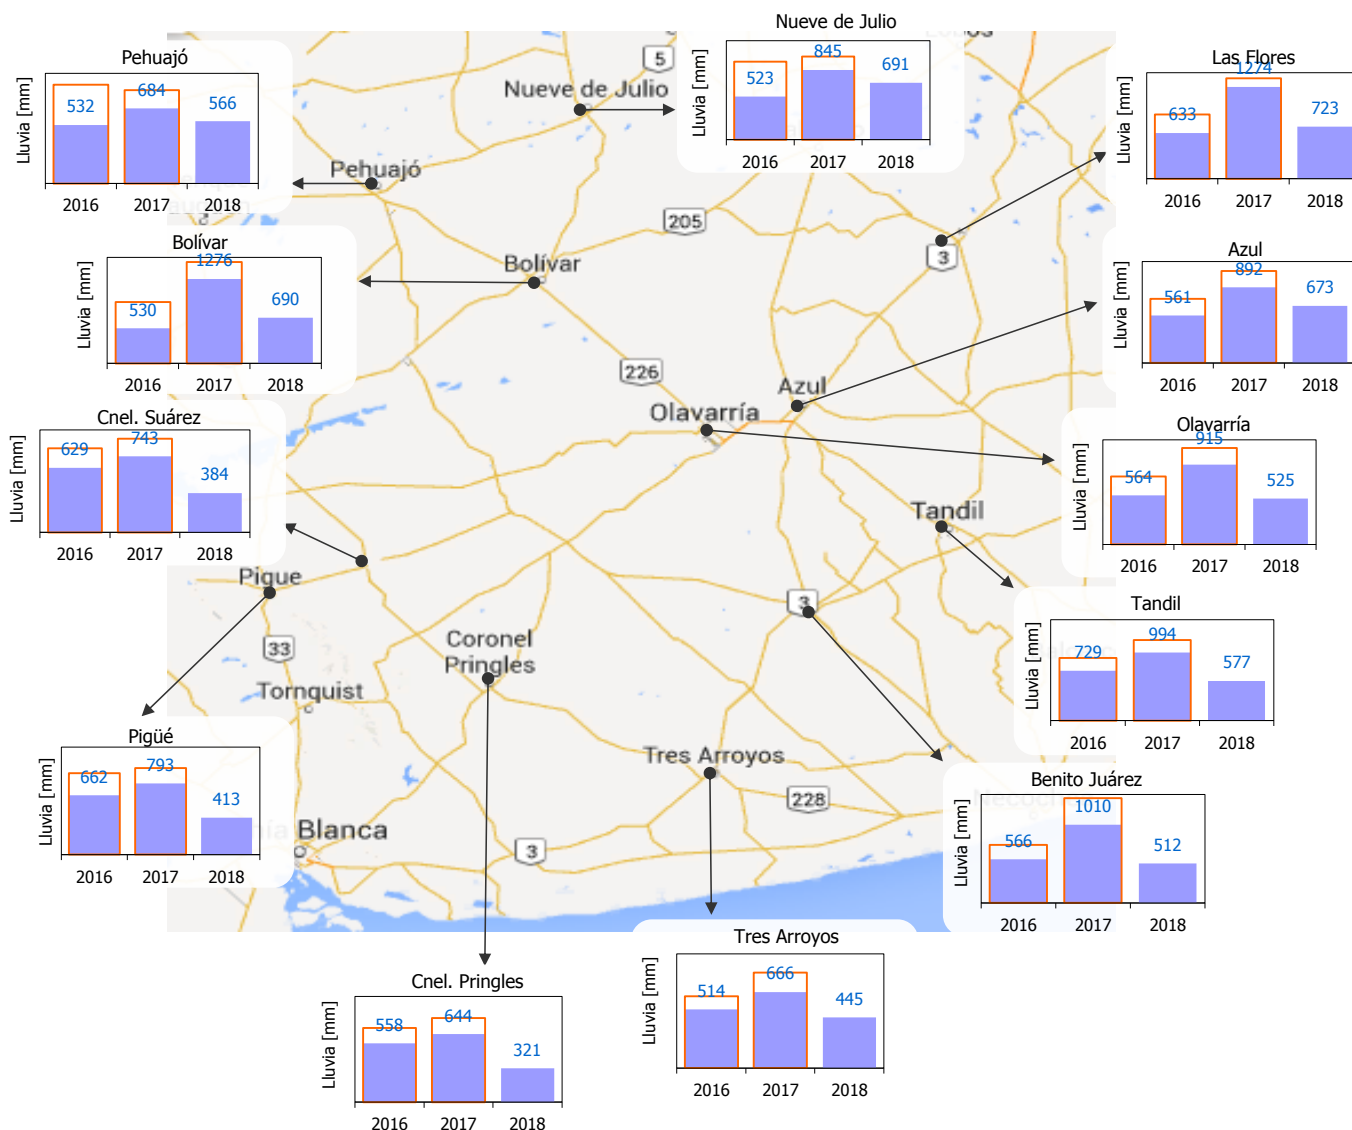 Nueve de Julio
Lluvia [mm]
523
845
691
2016
2017
2018
Pehuajó
Lluvia [mm]
532
684
566
2016
2017
2018
Las Flores
Lluvia [mm]
633
1274
723
2016
2017
2018
5
Nueve de Julio
Pehuajó
205
3
Bolívar
Bolívar
Lluvia [mm]
530
1276
690
2016
2017
2018
Azul
Lluvia [mm]
561
892
673
2016
2017
2018
226
Azul
Olavarría
Cnel. Suárez
Lluvia [mm]
629
743
384
2016
2017
2018
Olavarría
Lluvia [mm]
564
915
525
2016
2017
2018
Tandil
Pigue
3
33
Coronel
Pringles
Tornquist
Tandil
Lluvia [mm]
729
994
577
2016
2017
2018
Pigüé
Lluvia [mm]
662
793
413
2016
2017
2018
Tres Arroyos
228
Blanca
3
Benito Juárez
Lluvia [mm]
566
1010
512
2016
2017
2018
Tres Arroyos
Lluvia [mm]
514
666
445
2016
2017
2018
Cnel. Pringles
Lluvia [mm]
558
644
321
2016
2017
2018